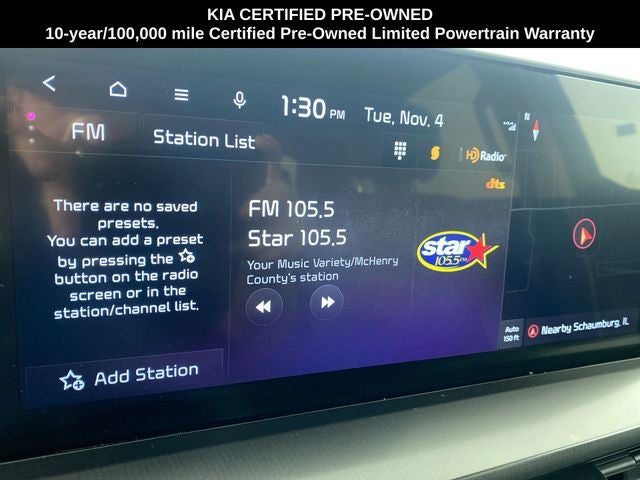 KIA CERTIFIED PRE-OWNED
10-year/100,000 mile Certified Pre-Owned Limited Powertrain Warranty
1:30 PM
Tue, Nov. 4
FM
Station List
HD Radio
dts
N
There are no saved
presets.
You can add a preset
by pressing the
button on the radio
screen or in the
station/channel list.
Add Station
FM 105.5
Star 105.5
Your Music Variety/McHenry
County's station
star
105.5 FM
Auto
150 ft
Nearby Schaumburg, IL